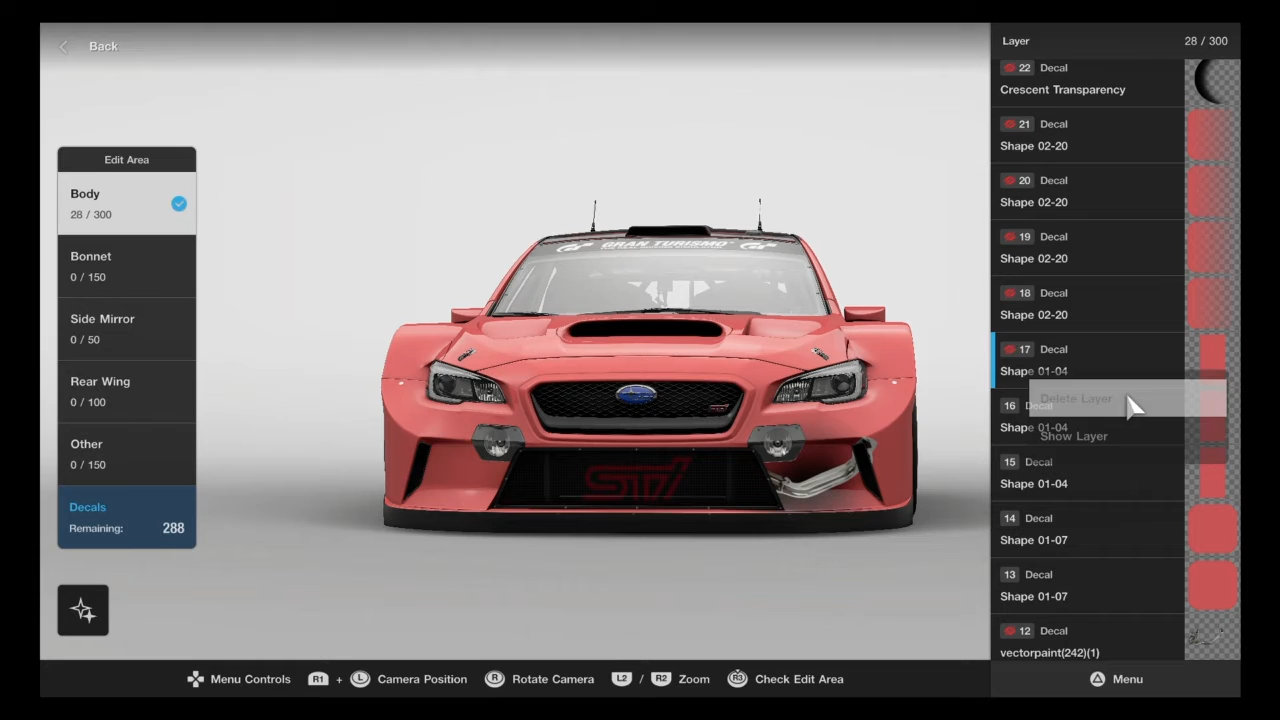 Back
Edit Area
Body
28 / 300
Bonnet
0 / 150
Side Mirror
0 / 50
Rear Wing
0 / 100
Other
0 / 150
Decals
Remaining: 288
GRAN TURISMO
STI
Layer 28 / 300
22 Decal
Crescent Transparency
21 Decal
Shape 02-20
20 Decal
Shape 02-20
19 Decal
Shape 02-20
18 Decal
Shape 02-20
17 Decal
Shape 01-04
Delete Layer
16 Decal
Shape 01-04
Show Layer
15 Decal
Shape 01-04
14 Decal
Shape 01-07
13 Decal
Shape 01-07
12 Decal
vectorpaint(242)(1)
Menu Controls R1 + L Camera Position R Rotate Camera L2 / R2 Zoom R3 Check Edit Area
Menu